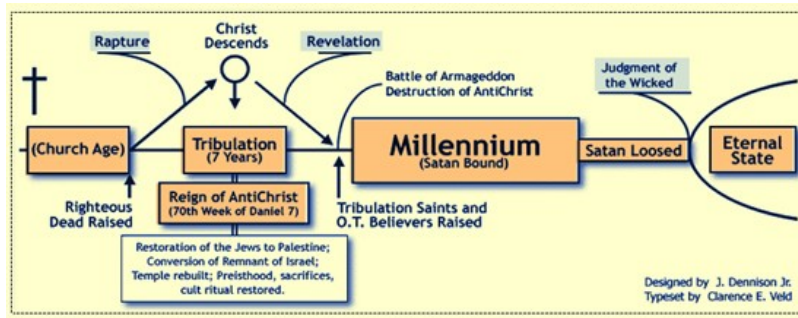 Christ
Descends
Rapture
Revelation
Battle of Armageddon
Destruction of AntiChrist
Judgment of
the Wicked
(Church Age)
Tribulation
(7 Years)
Millennium
(Satan Bound)
Satan Loosed
Eternal
State
Righteous
Dead Raised
Reign of AntiChrist
(70th Week of Daniel 7)
Tribulation Saints and
O.T. Believers Raised
Restoration of the Jews to Palestine;
Conversion of Remnant of Israel;
Temple rebuilt; Preisthood, sacrifices,
cult ritual restored.
Designed by J. Dennison Jr.
Typeset by Clarence E. Veld